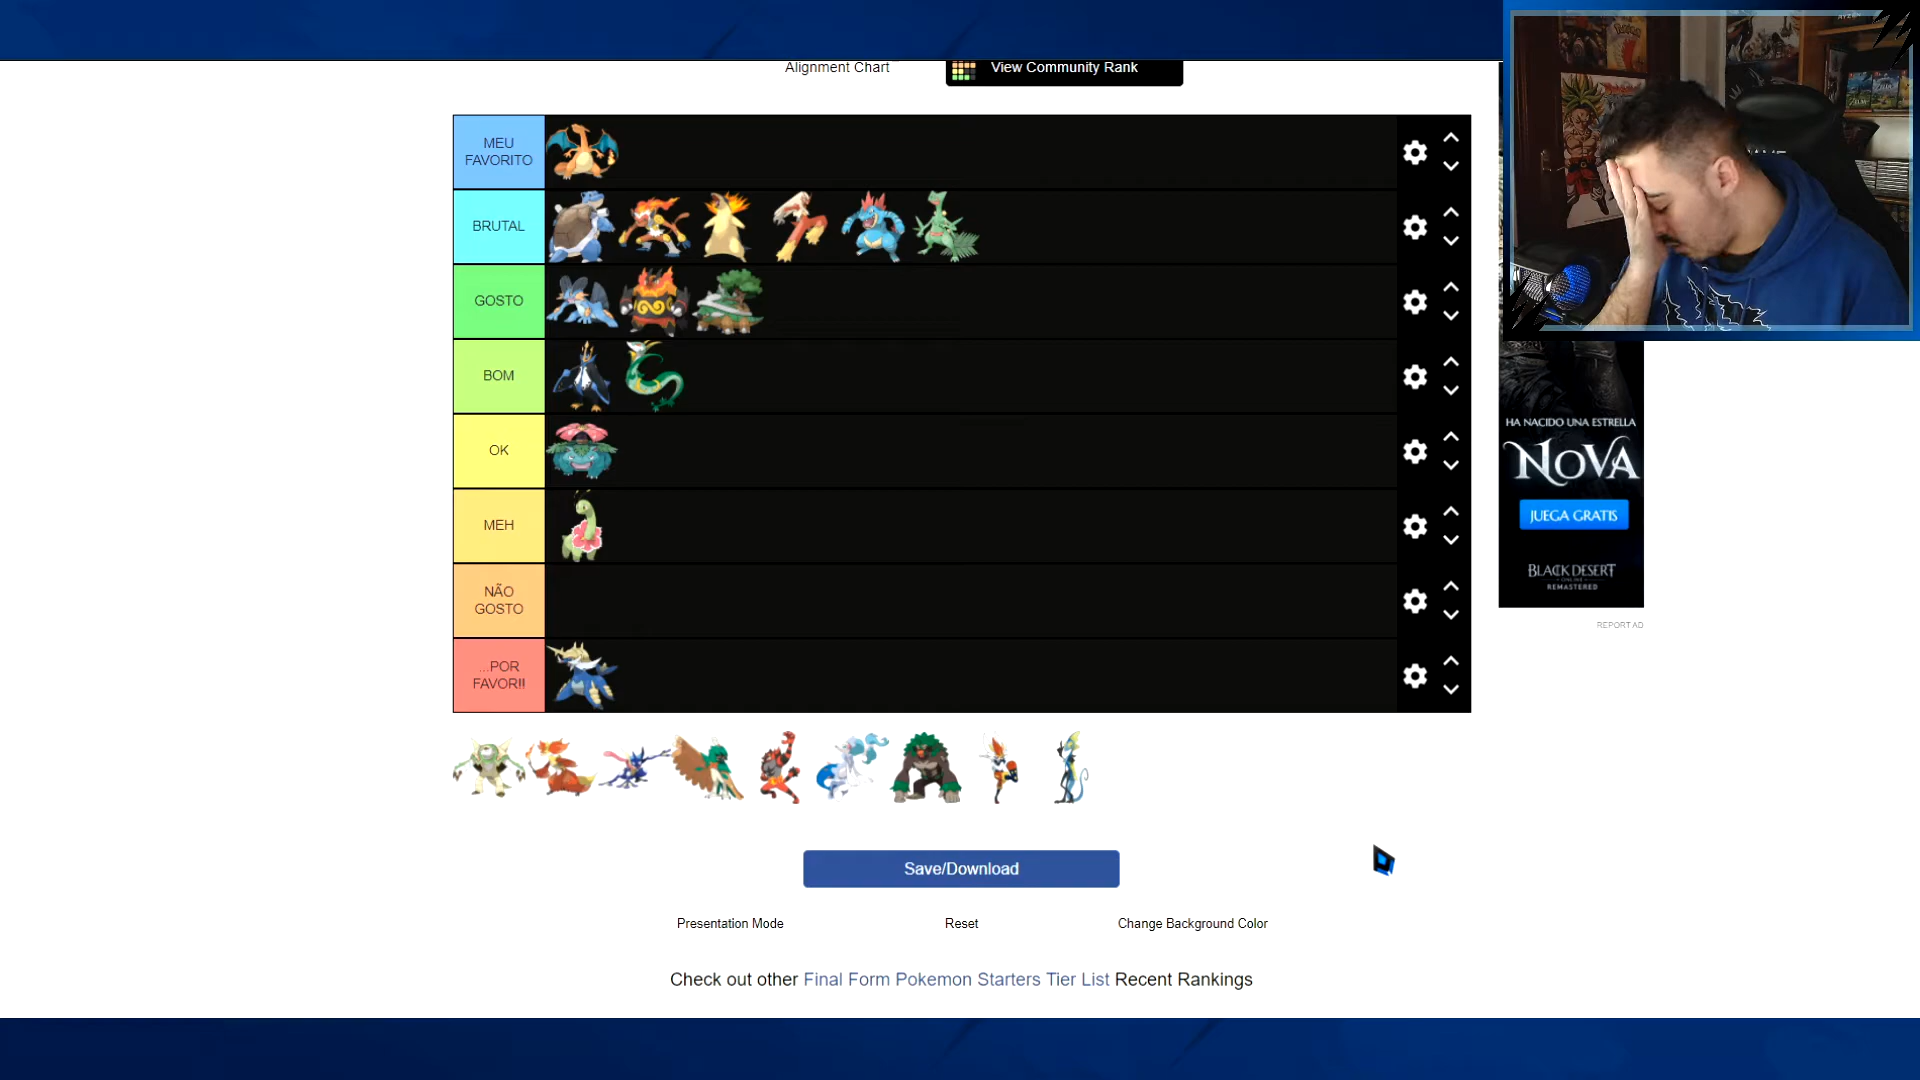 Alignment Chart
View Community Rank
MEU
FAVORITO
BRUTAL
GOSTO
BOM
OK
MEH
NÃO
GOSTO
...POR
FAVOR!!
HA NACIDO UNA ESTRELLA
NOVA
JUEGA GRATIS
BLACK DESERT
ONLINE
REMASTERED
REPORT AD
Save/Download
Presentation Mode
Reset
Change Background Color
Check out other Final Form Pokemon Starters Tier List Recent Rankings